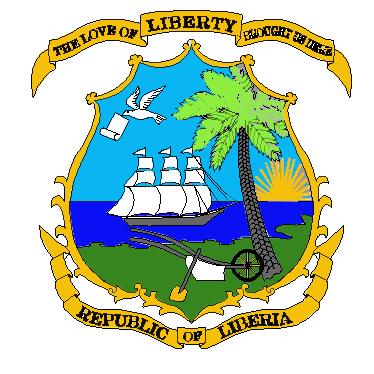 THE LOVE OF LIBERTY BROUGHT US HERE
REPUBLIC OF LIBERIA